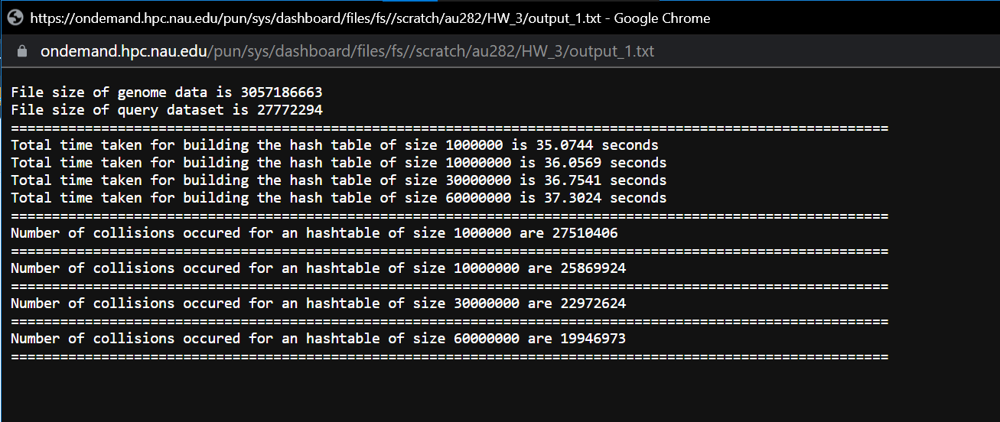 https://ondemand.hpc.nau.edu/pun/sys/dashboard/files/fs//scratch/au282/HW_3/output_1.txt - Google Chrome
ondemand.hpc.nau.edu/pun/sys/dashboard/files/fs//scratch/au282/HW_3/output_1.txt
File size of genome data is 3057186663
File size of query dataset is 27772294
===========================================================================================================
Total time taken for building the hash table of size 1000000 is 35.0744 seconds
Total time taken for building the hash table of size 10000000 is 36.0569 seconds
Total time taken for building the hash table of size 30000000 is 36.7541 seconds
Total time taken for building the hash table of size 60000000 is 37.3024 seconds
===========================================================================================================
Number of collisions occured for an hashtable of size 1000000 are 27510406
===========================================================================================================
Number of collisions occured for an hashtable of size 10000000 are 25869924
===========================================================================================================
Number of collisions occured for an hashtable of size 30000000 are 22972624
===========================================================================================================
Number of collisions occured for an hashtable of size 60000000 are 19946973
===========================================================================================================